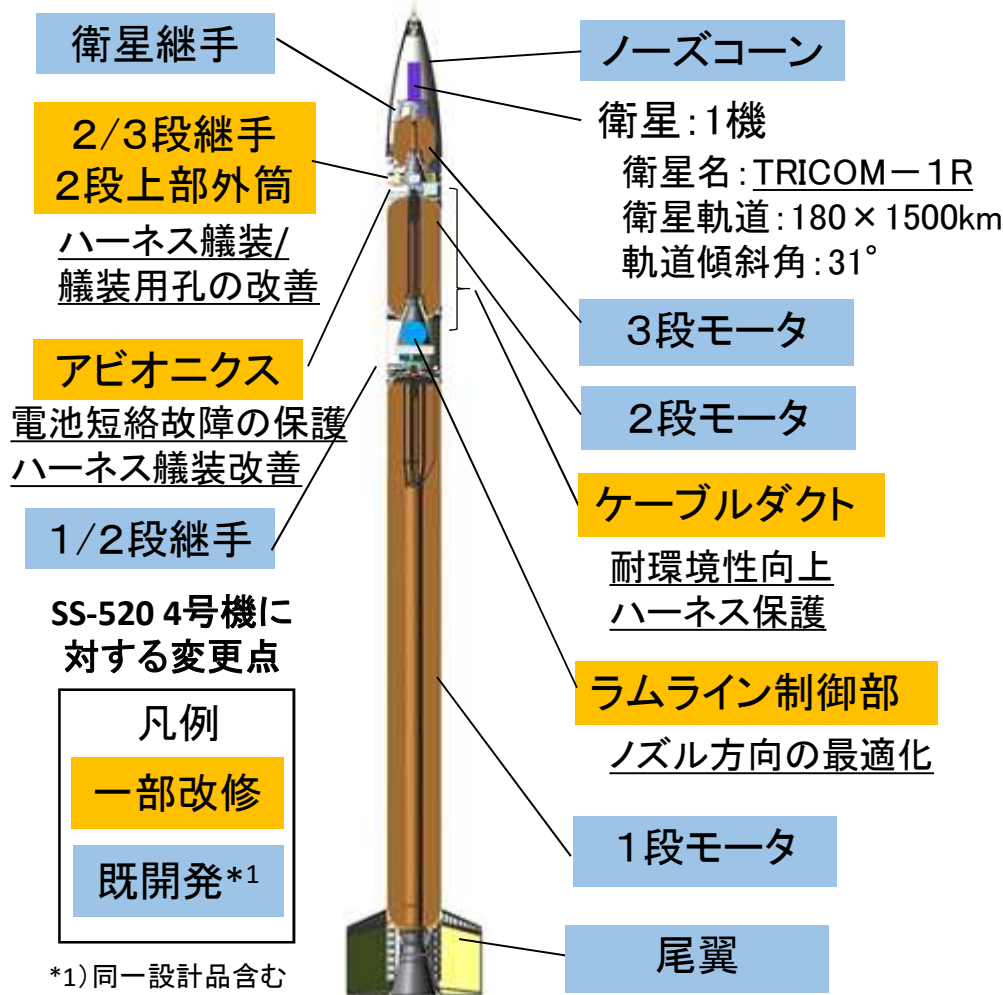 衛星継手
2/3段継手
2段上部外筒
ハーネス艤装/
艤装用孔の改善
アビオニクス
電池短絡故障の保護
ハーネス艤装改善
1/2段継手
SS-520 4号機に
対する変更点
凡例
一部改修
既開発*1
*1)同一設計品含む
ノーズコーン
衛星：1機
衛星名：TRICOM－1R
衛星軌道：180×1500km
軌道傾斜角：31°
3段モータ
2段モータ
ケーブルダクト
耐環境性向上
ハーネス保護
ラムライン制御部
ノズル方向の最適化
1段モータ
尾翼